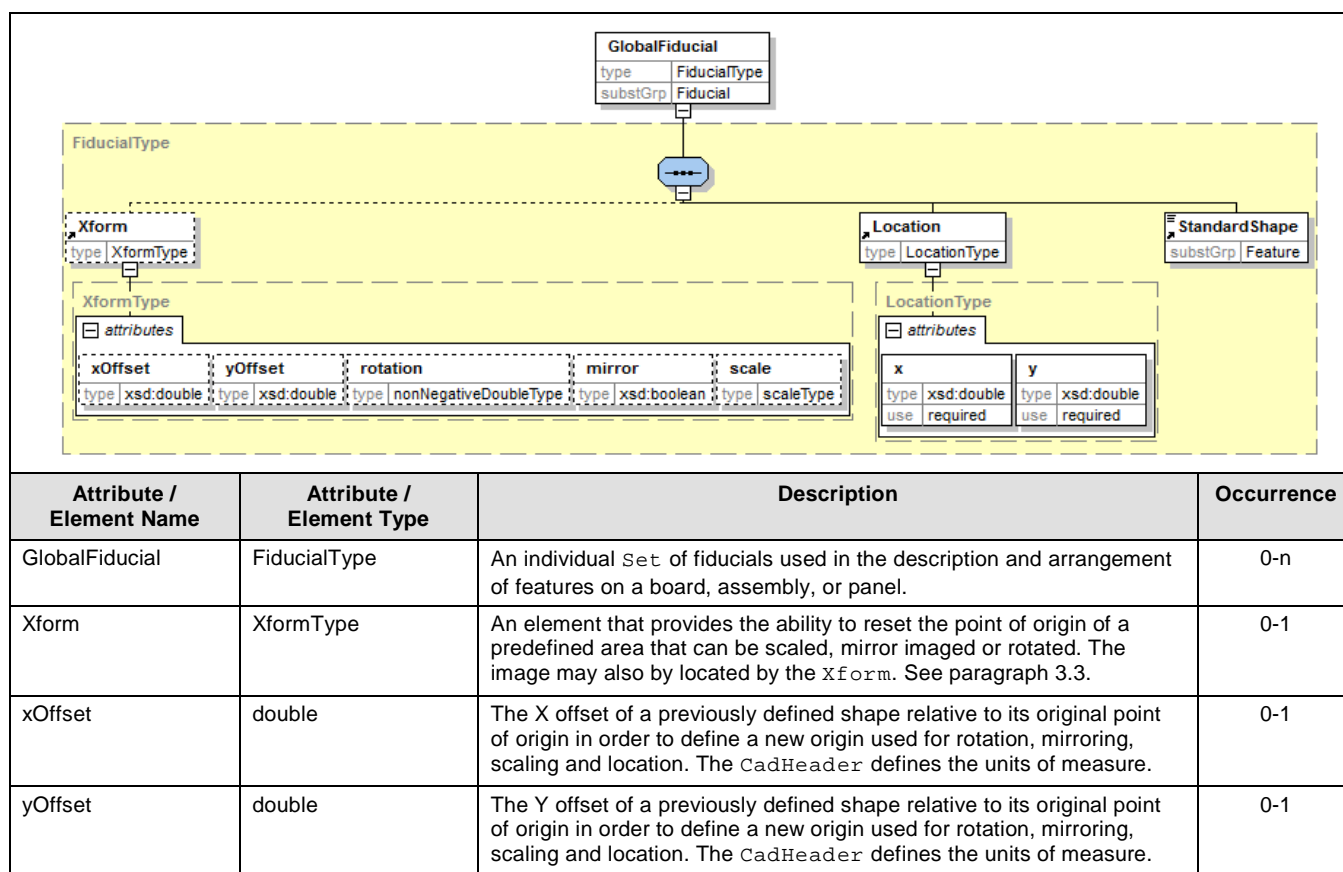 GlobalFiducial
type FiducialType
substGrp Fiducial
FiducialType
Xform
type XformType
Location
type LocationType
StandardShape
substGrp Feature
XformType
attributes
xOffset
type xsd:double
yOffset
type xsd:double
rotation
type nonNegativeDoubleType
mirror
type xsd:boolean
scale
type scaleType
LocationType
attributes
x
type xsd:double
use required
y
type xsd:double
use required
Attribute /
Element Name
Attribute /
Element Type
Description
Occurrence
GlobalFiducial
FiducialType
An individual Set of fiducials used in the description and arrangement
of features on a board, assembly, or panel.
0-n
Xform
XformType
An element that provides the ability to reset the point of origin of a
predefined area that can be scaled, mirror imaged or rotated. The
image may also by located by the Xform. See paragraph 3.3.
0-1
xOffset
double
The X offset of a previously defined shape relative to its original point
of origin in order to define a new origin used for rotation, mirroring,
scaling and location. The CadHeader defines the units of measure.
0-1
yOffset
double
The Y offset of a previously defined shape relative to its original point
of origin in order to define a new origin used for rotation, mirroring,
scaling and location. The CadHeader defines the units of measure.
0-1